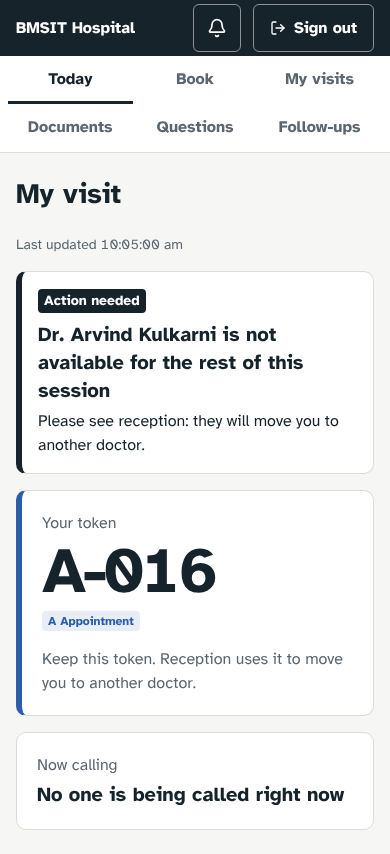 BMSIT Hospital
Sign out
Today
Book
My visits
Documents
Questions
Follow-ups
My visit
Last updated 10:05:00 am
Action needed
Dr. Arvind Kulkarni is not
available for the rest of this
session
Please see reception: they will move you to
another doctor.
Your token
A-016
A Appointment
Keep this token. Reception uses it to move
you to another doctor.
Now calling
No one is being called right now